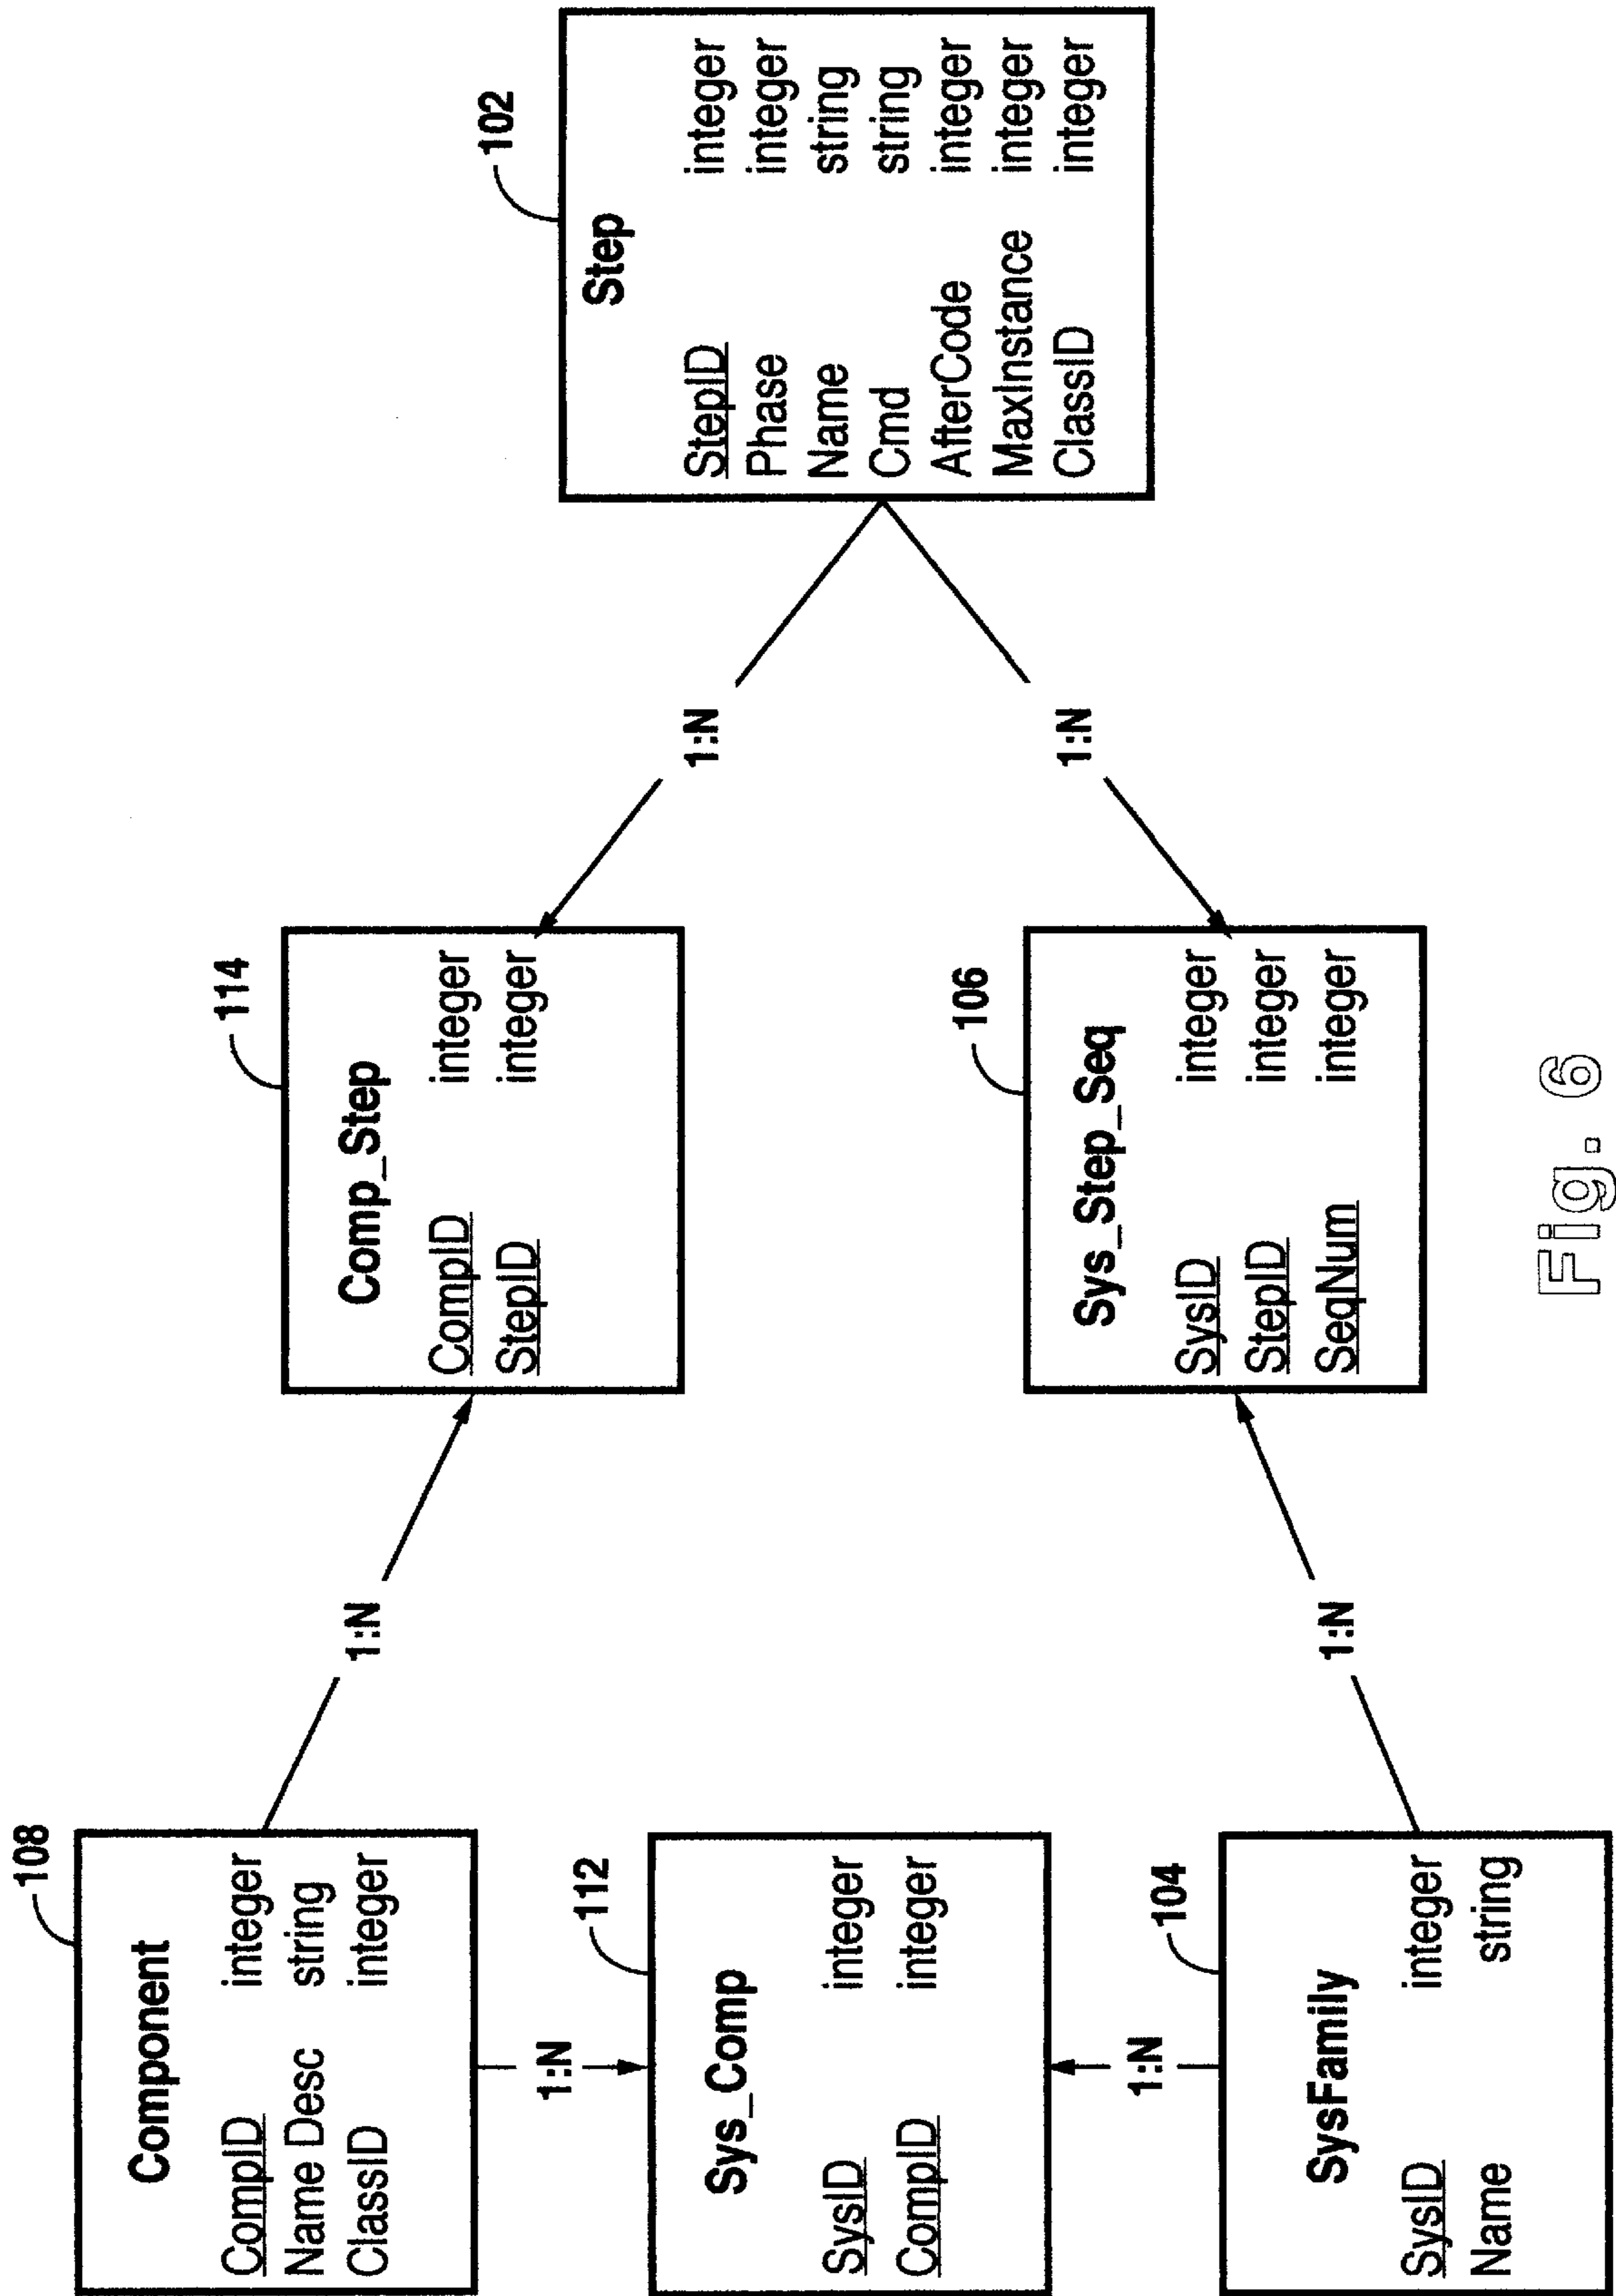 108
Component
CompID integer
Name Desc string
ClassID integer
1:N
114
Comp_Step
CompID integer
StepID integer
1:N
102
Step
StepID integer
Phase integer
Name string
Cmd string
AfterCode integer
MaxInstance integer
ClassID integer
1:N
112
Sys_Comp
SysID integer
CompID integer
1:N
104
SysFamily
SysID integer
Name string
1:N
106
Sys_Step_Seq
SysID integer
StepID integer
SeqNum integer
1:N
Fig. 6